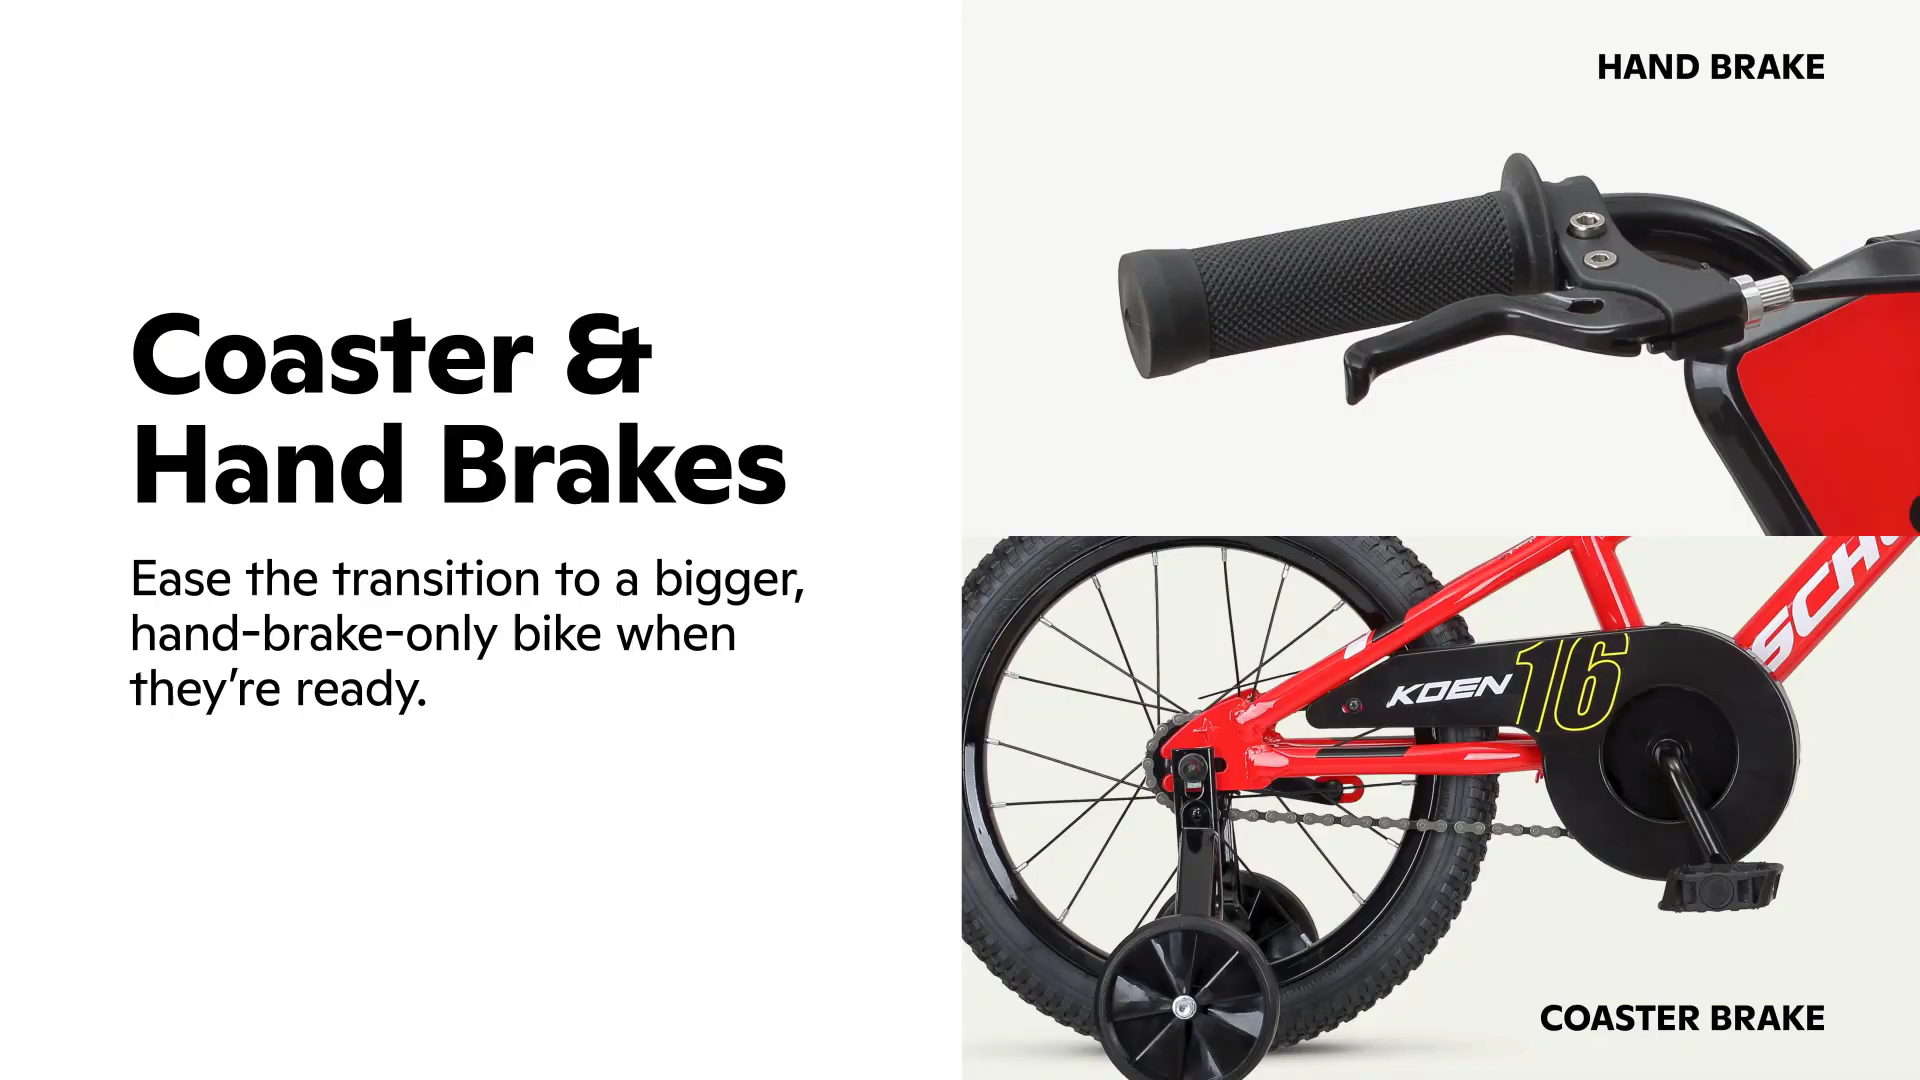 Coaster &
Hand Brakes
Ease the transition to a bigger,
hand-brake-only bike when
they’re ready.
HAND BRAKE
KOEN 16
COASTER BRAKE